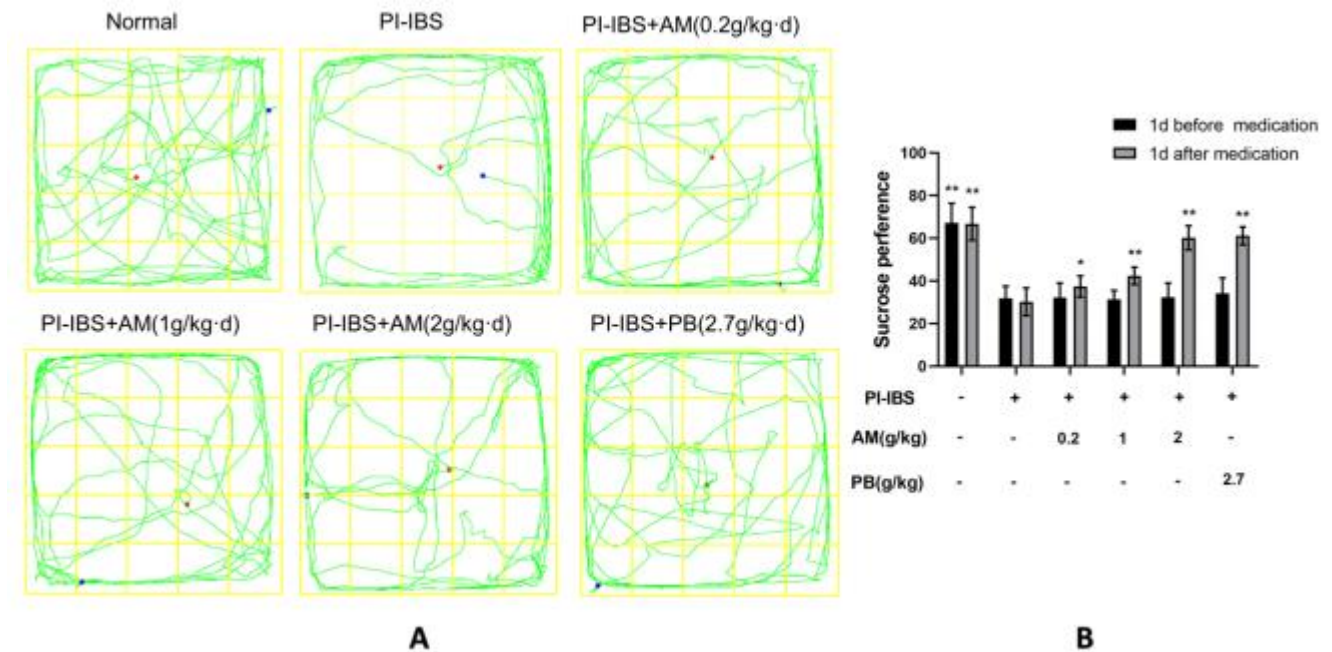 Normal
PI-IBS
PI-IBS+AM(0.2g/kg·d)
PI-IBS+AM(1g/kg·d)
PI-IBS+AM(2g/kg·d)
PI-IBS+PB(2.7g/kg·d)
A
1d before medication
1d after medication
Sucrose perference
100
80
60
40
20
0
** **
*
**
**
**
PI-IBS - + + + + +
AM(g/kg) - - 0.2 1 2 -
PB(g/kg) - - - - - 2.7
B